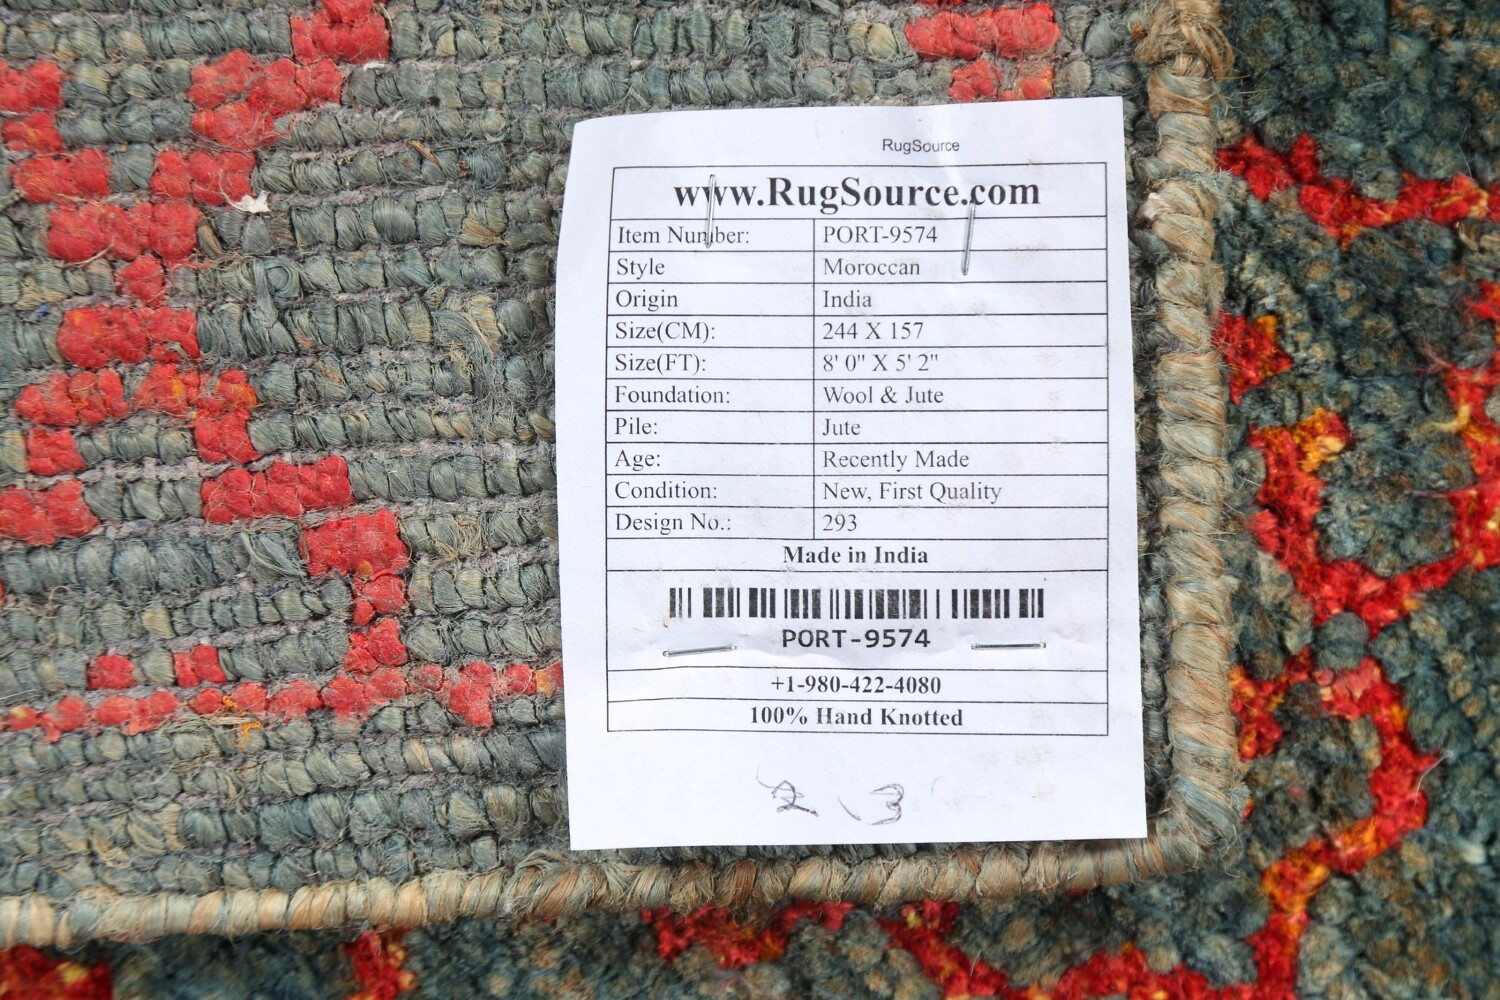 RugSource
www.RugSource.com
Item Number: PORT-9574
Style Moroccan
Origin India
Size(CM): 244 X 157
Size(FT): 8' 0" X 5' 2"
Foundation: Wool & Jute
Pile: Jute
Age: Recently Made
Condition: New, First Quality
Design No.: 293
Made in India
PORT-9574
+1-980-422-4080
100% Hand Knotted
2 3